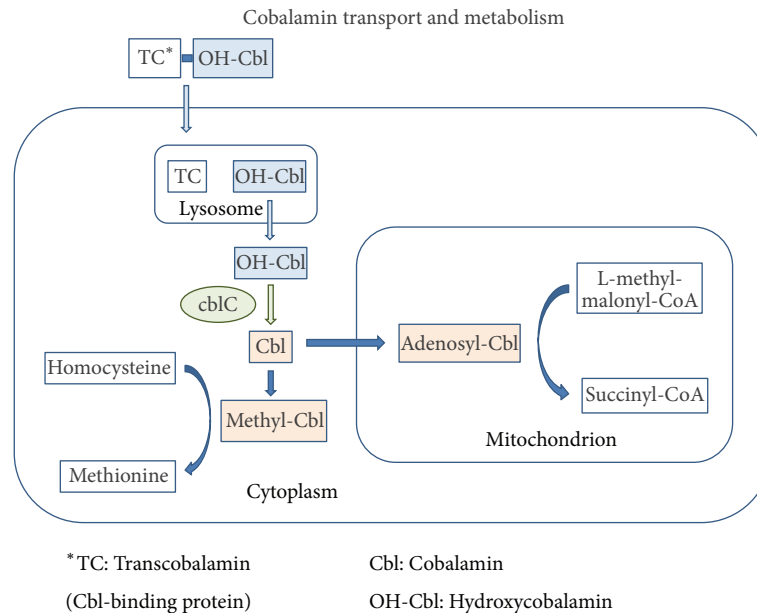 Cobalamin transport and metabolism
TC* OH-Cbl
TC OH-Cbl
Lysosome
OH-Cbl
cblC
Cbl
Homocysteine
Methyl-Cbl
Methionine
Cytoplasm
L-methyl-
malonyl-CoA
Adenosyl-Cbl
Succinyl-CoA
Mitochondrion
*TC: Transcobalamin
(Cbl-binding protein)
Cbl: Cobalamin
OH-Cbl: Hydroxycobalamin